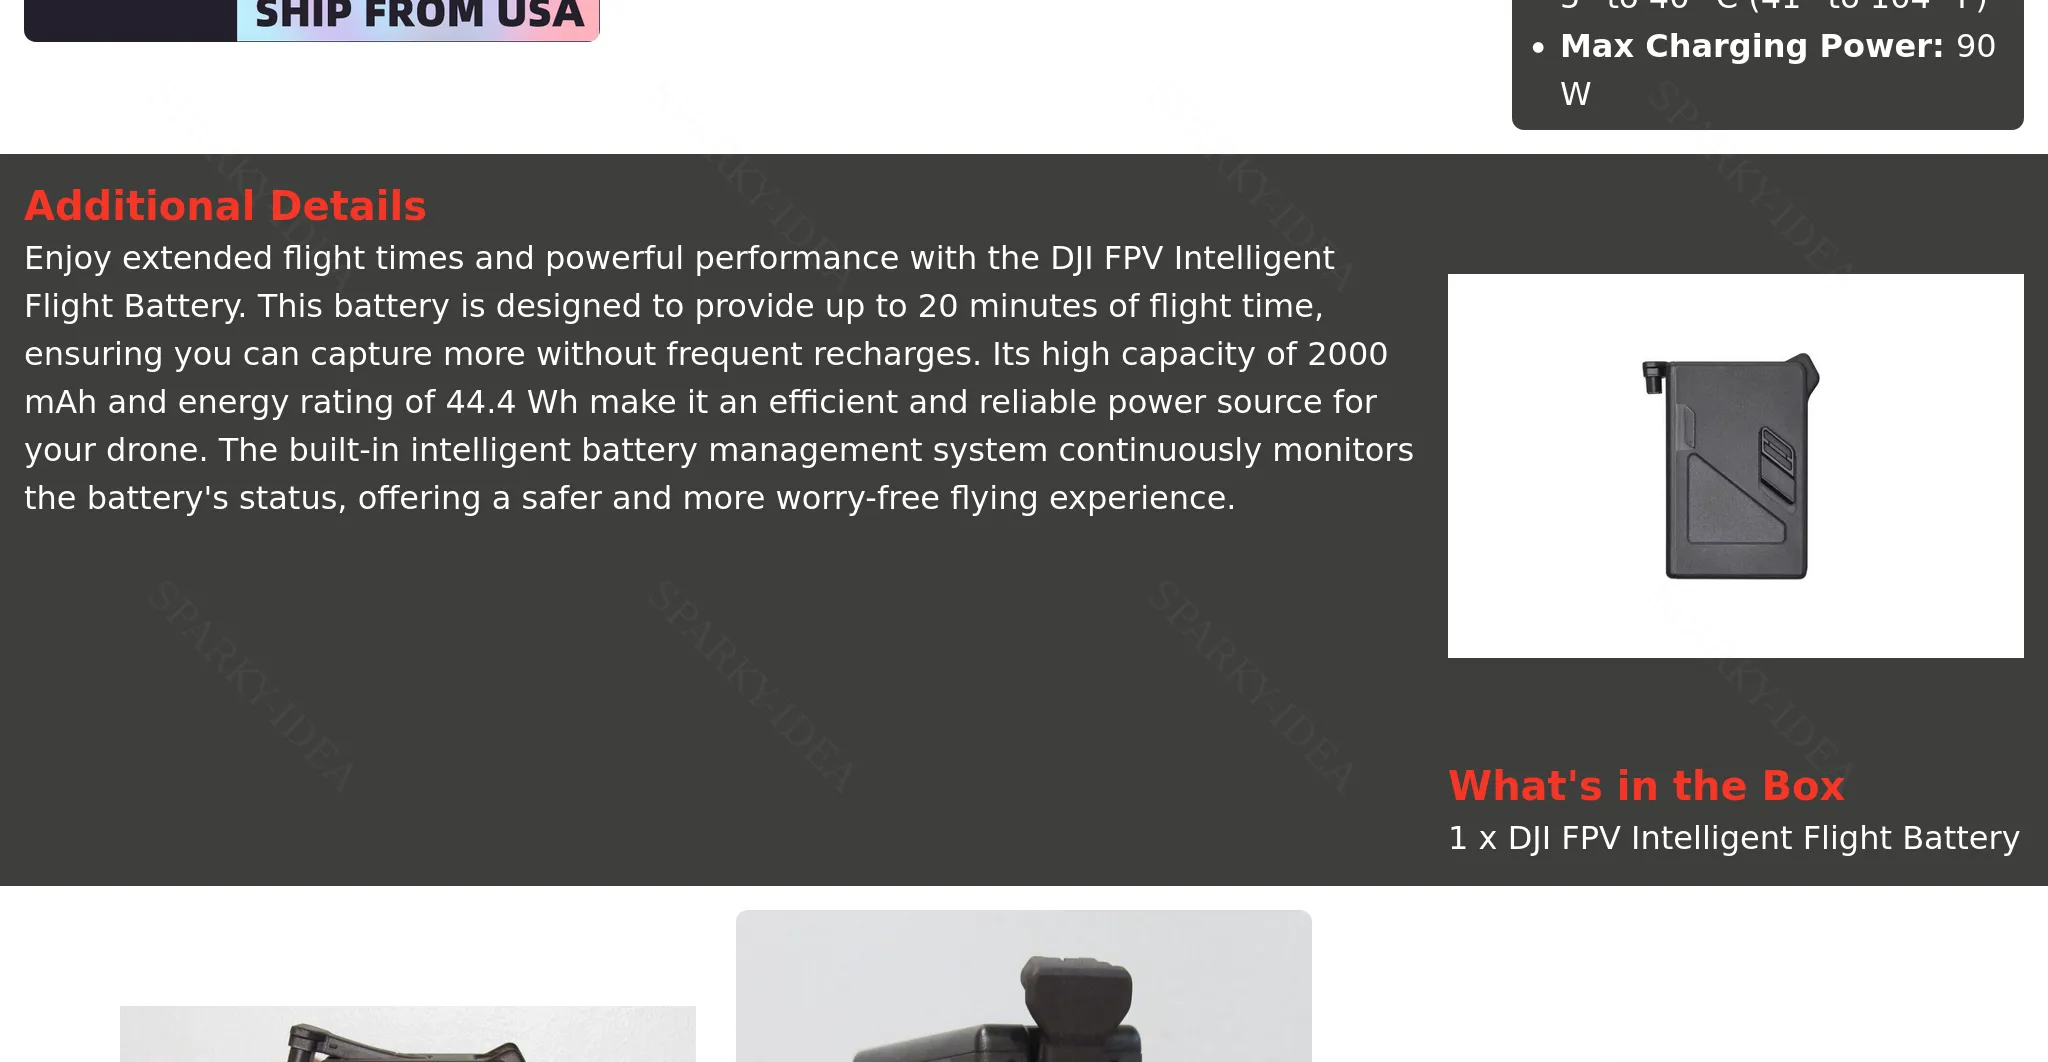 SHIP FROM USA
5° to 40° C (41° to 104° F)
• Max Charging Power: 90
W
Additional Details
Enjoy extended flight times and powerful performance with the DJI FPV Intelligent
Flight Battery. This battery is designed to provide up to 20 minutes of flight time,
ensuring you can capture more without frequent recharges. Its high capacity of 2000
mAh and energy rating of 44.4 Wh make it an efficient and reliable power source for
your drone. The built-in intelligent battery management system continuously monitors
the battery's status, offering a safer and more worry-free flying experience.
What's in the Box
1 x DJI FPV Intelligent Flight Battery
SPARKY-IDEA
SPARKY-IDEA
SPARKY-IDEA
SPARKY-IDEA
SPARKY-IDEA
SPARKY-IDEA
SPARKY-IDEA
SPARKY-IDEA